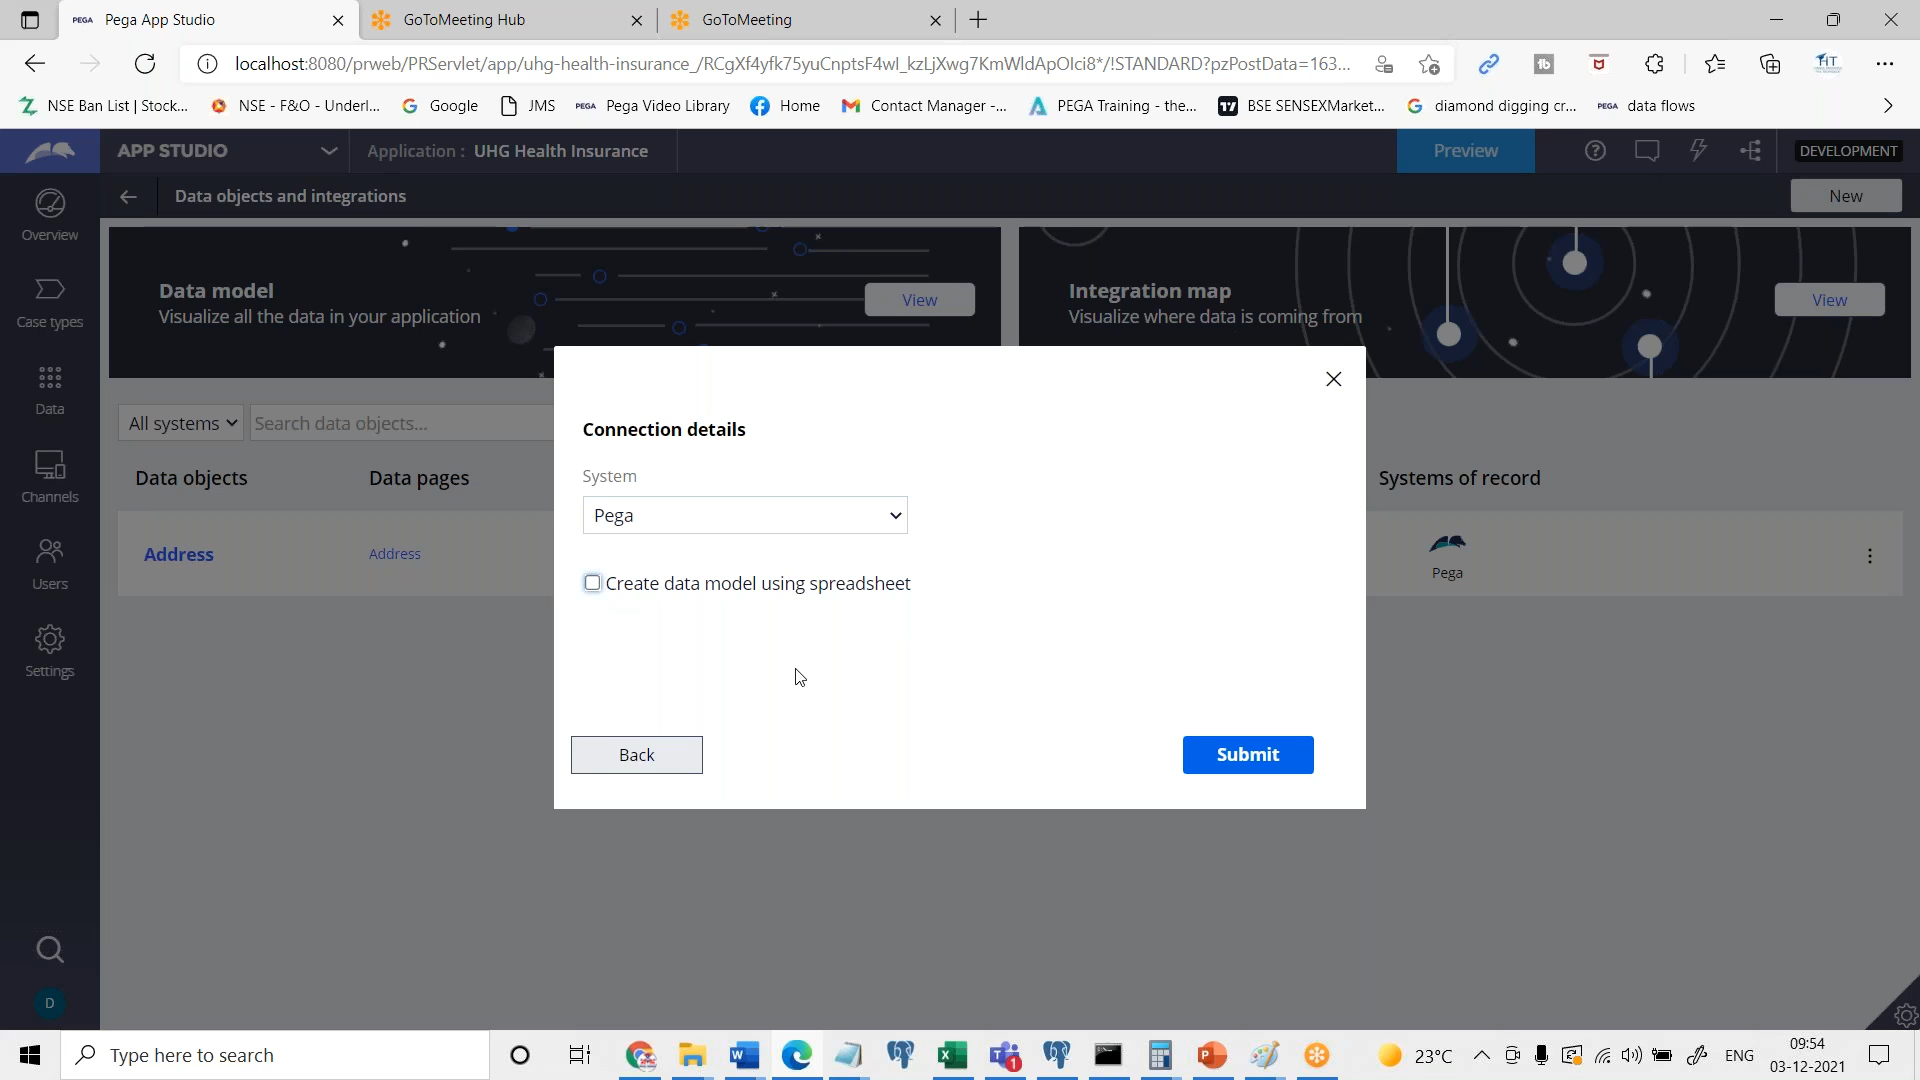 PEGA Pega App Studio
GoToMeeting Hub
GoToMeeting
localhost:8080/prweb/PRServlet/app/uhg-health-insurance_/RCgXf4yfk75yuCnptsF4wl_kzLjXwg7KmWldApOlci8*/!STANDARD?pzPostData=163...
NSE Ban List | Stock...
NSE - F&O - Underl...
Google
JMS
PEGA Pega Video Library
Home
Contact Manager -...
PEGA Training - the...
BSE SENSEXMarket...
diamond digging cr...
PEGA data flows
APP STUDIO
Application : UHG Health Insurance
Preview
DEVELOPMENT
Data objects and integrations
New
Overview
Case types
Data
Channels
Users
Settings
D
Data model
Visualize all the data in your application
View
Integration map
Visualize where data is coming from
View
All systems
Search data objects...
Data objects
Data pages
Systems of record
Address
Address
Pega
Connection details
System
Pega
Create data model using spreadsheet
Back
Submit
Type here to search
1
23°C
ENG
09:54
03-12-2021